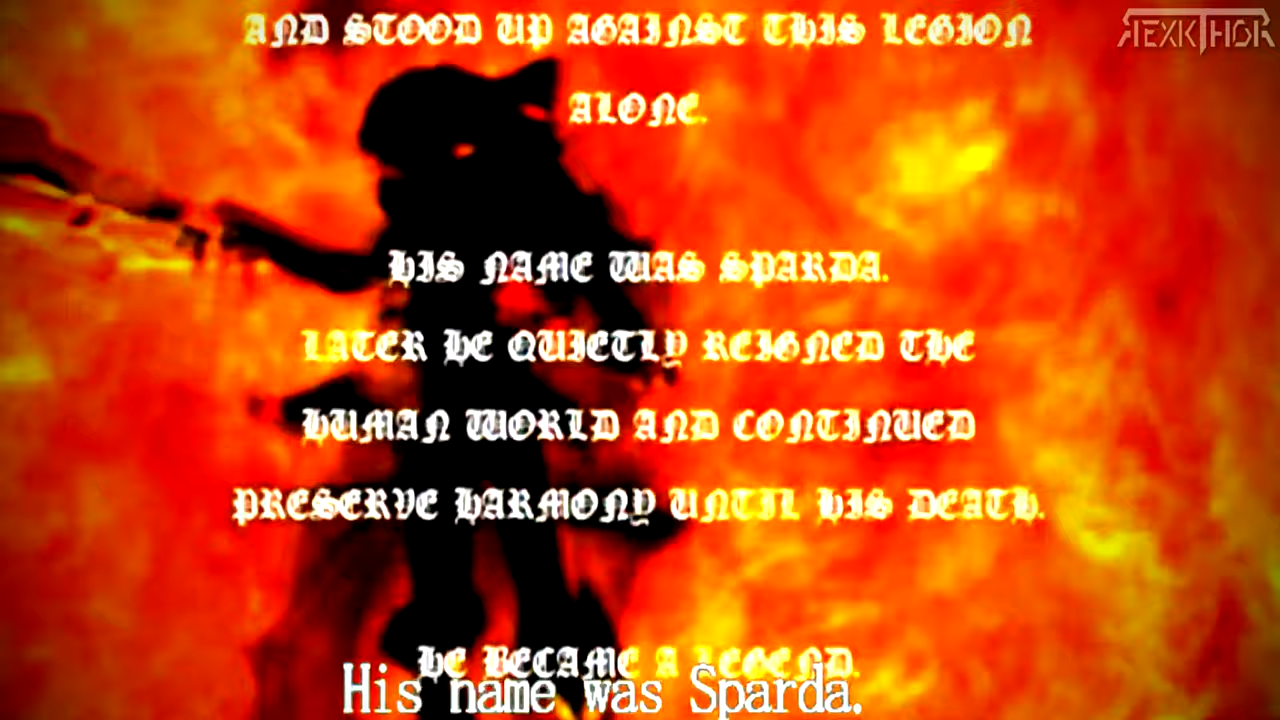 AND STOOD UP AGAINST THIS LEGION
REXKTHOR
ALONE.
HIS NAME WAS SPARDA.
LATER HE QUIETLY REIGNED THE
HUMAN WORLD AND CONTINUED
PRESERVE HARMONY UNTIL HIS DEATH.
HE BECAME A LEGEND.
His name was Sparda.